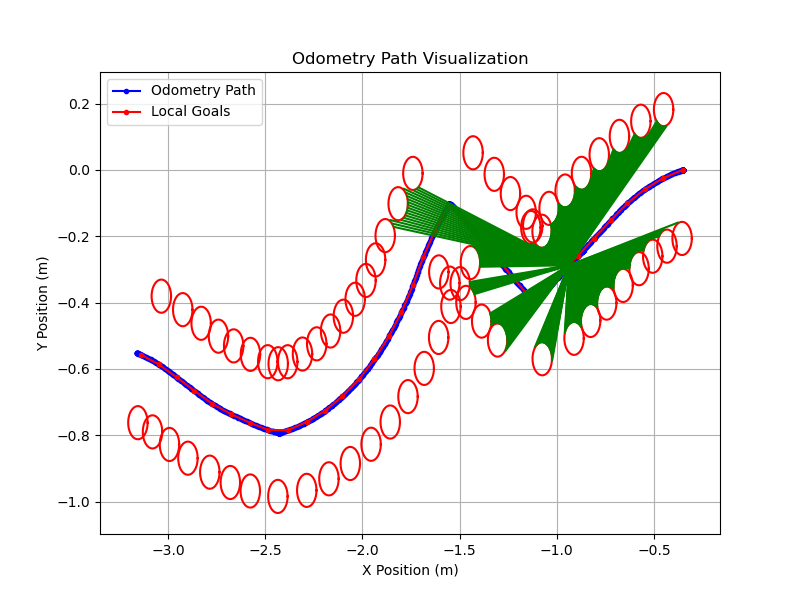 Odometry Path Visualization
Odometry Path
Local Goals
Y Position (m)
0.2
0.0
−0.2
−0.4
−0.6
−0.8
−1.0
−3.0 −2.5 −2.0 −1.5 −1.0 −0.5
X Position (m)